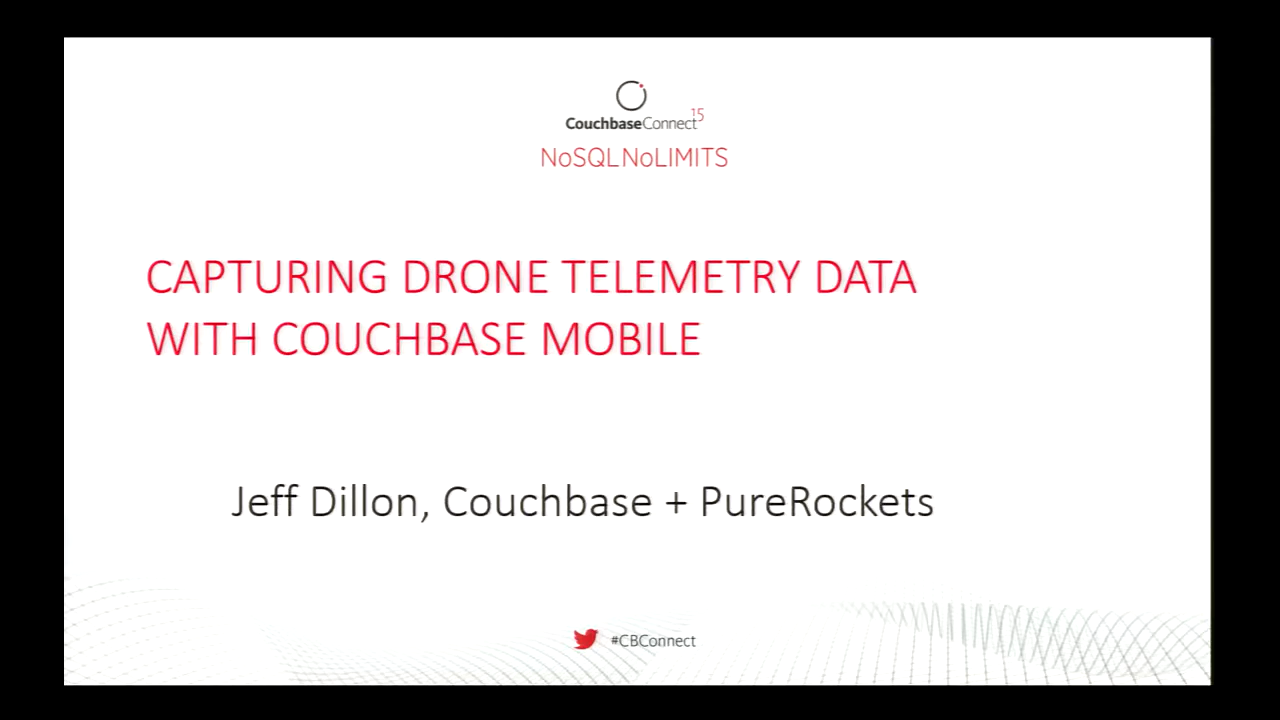 CouchbaseConnect15
NoSQLNoLIMITS
CAPTURING DRONE TELEMETRY DATA
WITH COUCHBASE MOBILE
Jeff Dillon, Couchbase + PureRockets
#CBConnect